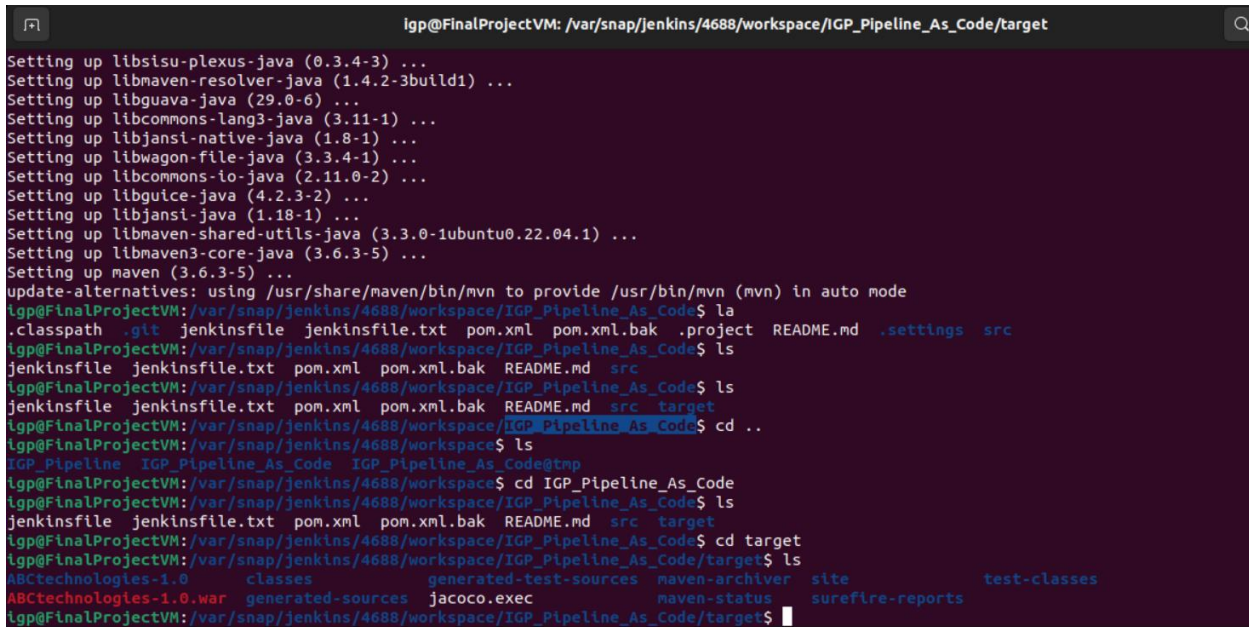 igp@FinalProjectVM: /var/snap/jenkins/4688/workspace/IGP_Pipeline_As_Code/target
Setting up libsisu-plexus-java (0.3.4-3) ...
Setting up libmaven-resolver-java (1.4.2-3build1) ...
Setting up libguava-java (29.0-6) ...
Setting up libcommons-lang3-java (3.11-1) ...
Setting up libjansi-native-java (1.8-1) ...
Setting up libwagon-file-java (3.3.4-1) ...
Setting up libcommons-io-java (2.11.0-2) ...
Setting up libguice-java (4.2.3-2) ...
Setting up libjansi-java (1.18-1) ...
Setting up libmaven-shared-utils-java (3.3.0-1ubuntu0.22.04.1) ...
Setting up libmaven3-core-java (3.6.3-5) ...
Setting up maven (3.6.3-5) ...
update-alternatives: using /usr/share/maven/bin/mvn to provide /usr/bin/mvn (mvn) in auto mode
igp@FinalProjectVM:/var/snap/jenkins/4688/workspace/IGP_Pipeline_As_Code$ la
.classpath .git jenkinsfile jenkinsfile.txt pom.xml pom.xml.bak .project README.md .settings src
igp@FinalProjectVM:/var/snap/jenkins/4688/workspace/IGP_Pipeline_As_Code$ ls
jenkinsfile jenkinsfile.txt pom.xml pom.xml.bak README.md src
igp@FinalProjectVM:/var/snap/jenkins/4688/workspace/IGP_Pipeline_As_Code$ ls
jenkinsfile jenkinsfile.txt pom.xml pom.xml.bak README.md src target
igp@FinalProjectVM:/var/snap/jenkins/4688/workspace/IGP_Pipeline_As_Code$ cd ..
igp@FinalProjectVM:/var/snap/jenkins/4688/workspace$ ls
IGP_Pipeline IGP_Pipeline_As_Code IGP_Pipeline_As_Code@tmp
igp@FinalProjectVM:/var/snap/jenkins/4688/workspace$ cd IGP_Pipeline_As_Code
igp@FinalProjectVM:/var/snap/jenkins/4688/workspace/IGP_Pipeline_As_Code$ ls
jenkinsfile jenkinsfile.txt pom.xml pom.xml.bak README.md src target
igp@FinalProjectVM:/var/snap/jenkins/4688/workspace/IGP_Pipeline_As_Code$ cd target
igp@FinalProjectVM:/var/snap/jenkins/4688/workspace/IGP_Pipeline_As_Code/target$ ls
ABCtechnologies-1.0 classes generated-test-sources maven-archiver site test-classes
ABCtechnologies-1.0.war generated-sources jacoco.exec maven-status surefire-reports
igp@FinalProjectVM:/var/snap/jenkins/4688/workspace/IGP_Pipeline_As_Code/target$